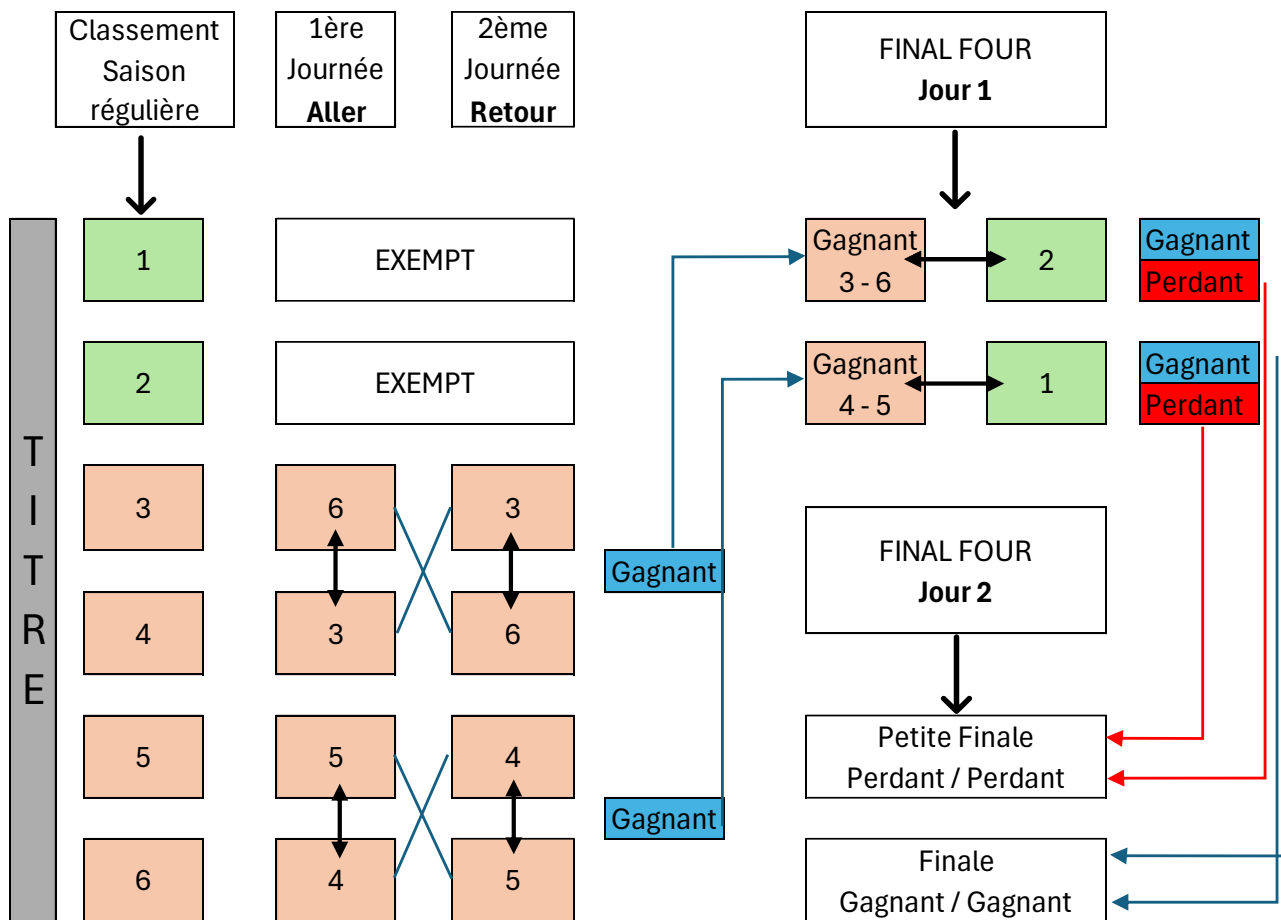 Classement
Saison
régulière
1ère
Journée
Aller
2ème
Journée
Retour
FINAL FOUR
Jour 1
TITRE
1
EXEMPT
Gagnant
3 - 6
2
Gagnant
Perdant
2
EXEMPT
Gagnant
4 - 5
1
Gagnant
Perdant
3
6
3
Gagnant
FINAL FOUR
Jour 2
4
3
6
5
5
4
Gagnant
Petite Finale
Perdant / Perdant
6
4
5
Finale
Gagnant / Gagnant